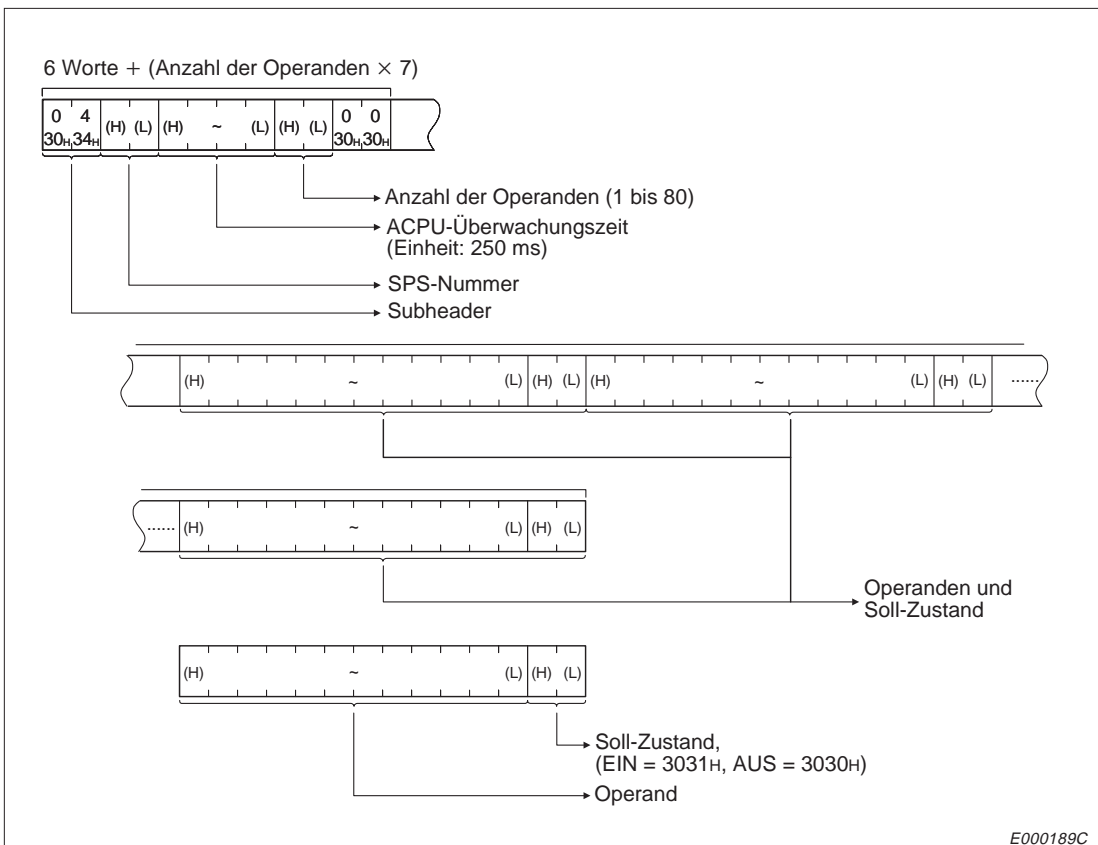 6 Worte + (Anzahl der Operanden × 7)
0 4 (H) (L) (H) ~ (L) (H) (L) 0 0
30H 34H 30H 30H
Anzahl der Operanden (1 bis 80)
ACPU-Überwachungszeit
(Einheit: 250 ms)
SPS-Nummer
Subheader
(H) ~ (L) (H) (L) (H) ~ (L) (H) (L) ......
...... (H) ~ (L) (H) (L)
Operanden und
Soll-Zustand
(H) ~ (L) (H) (L)
Soll-Zustand,
(EIN = 3031H, AUS = 3030H)
Operand
E000189C